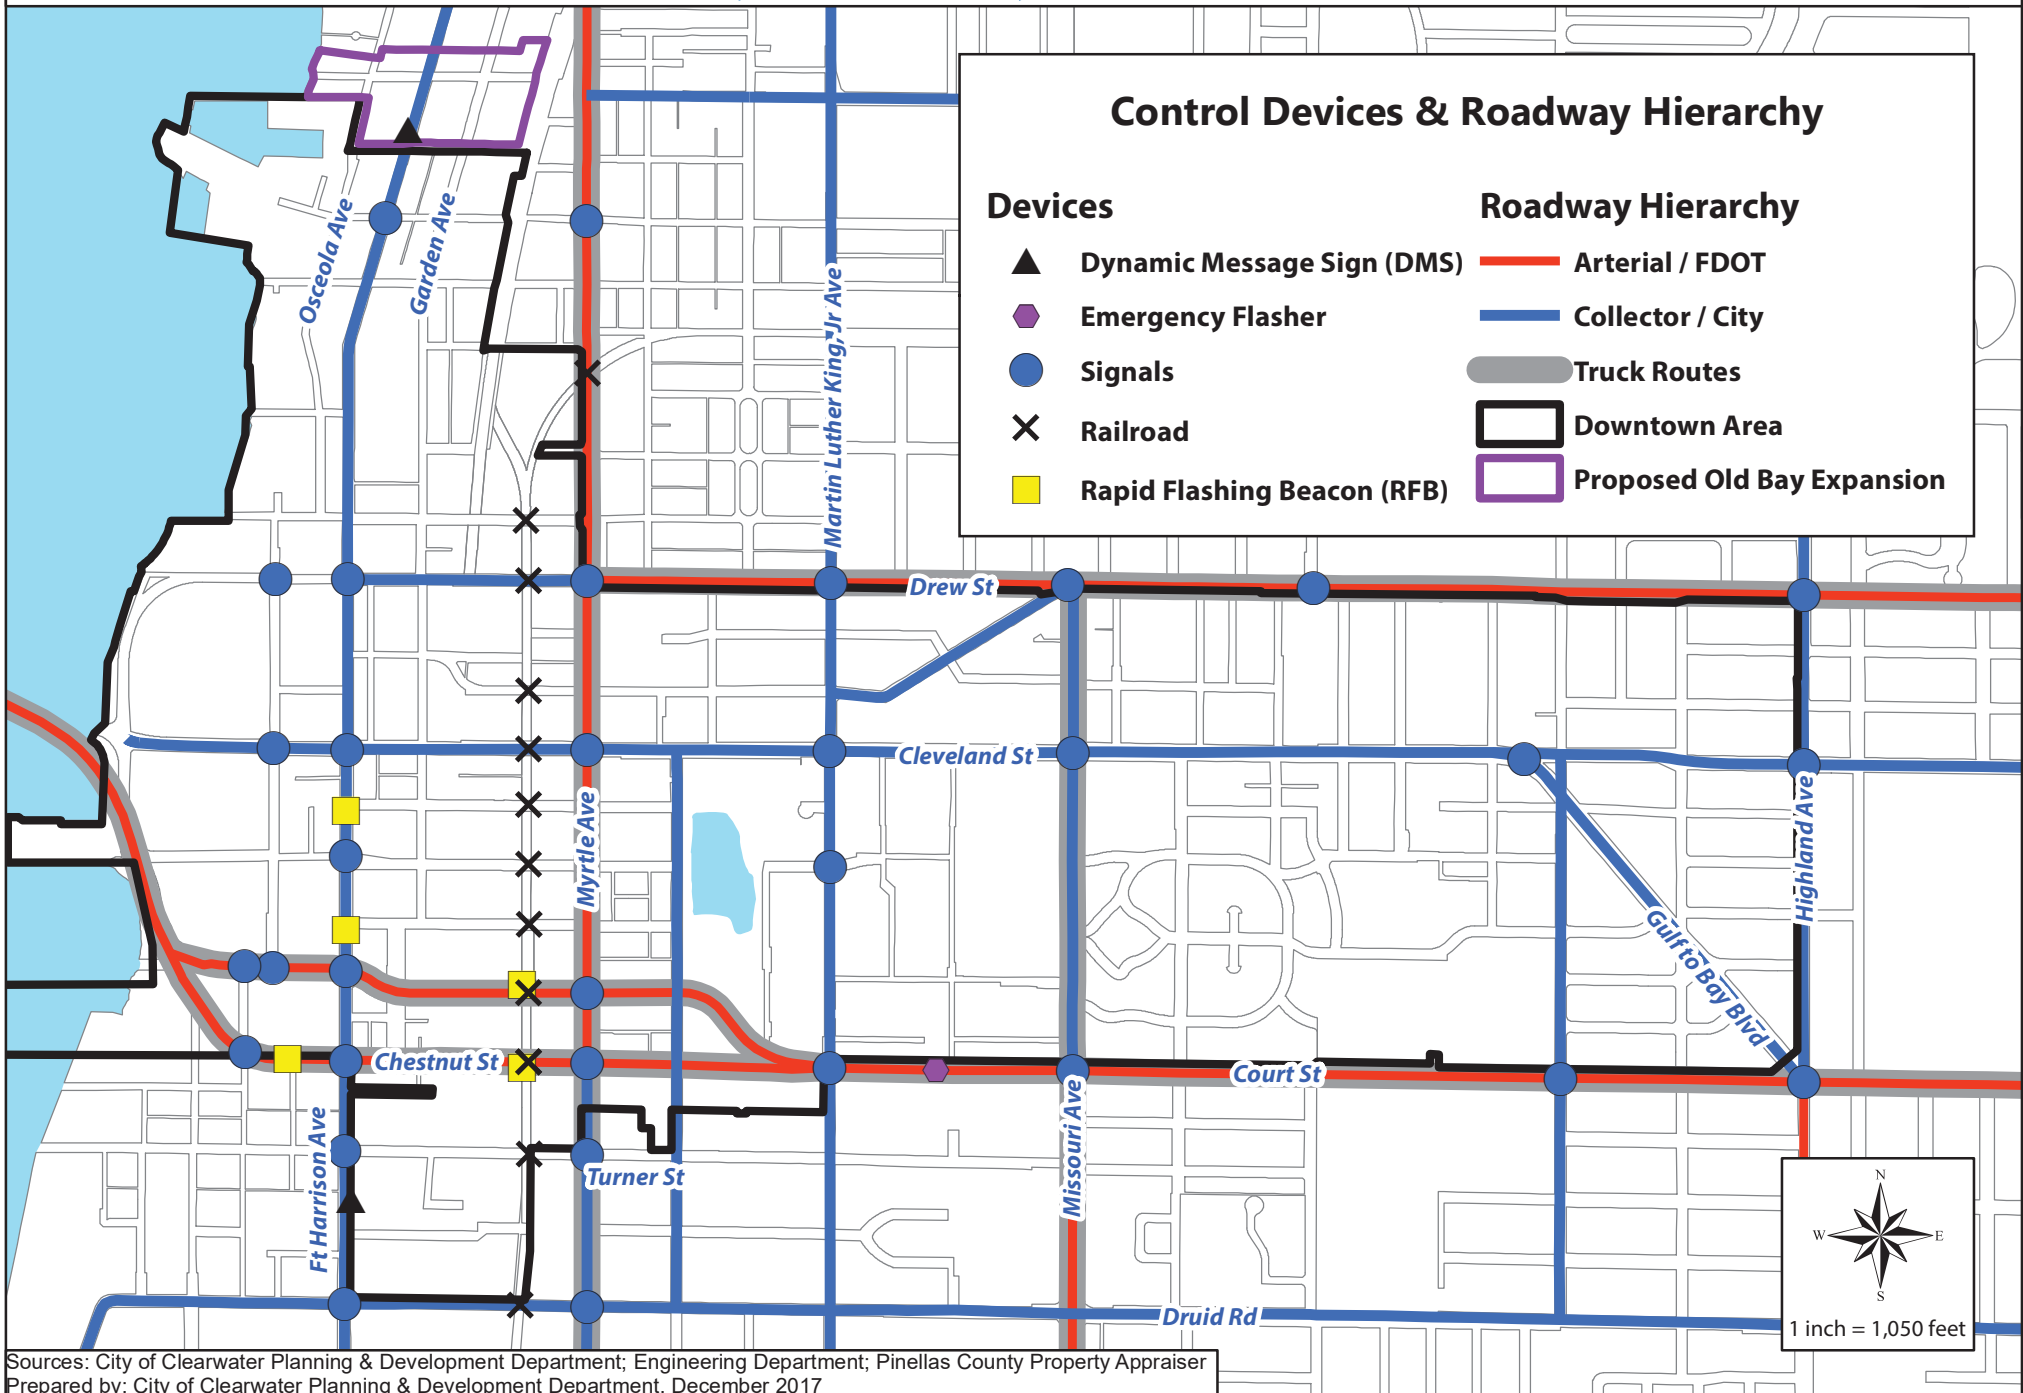 Control Devices & Roadway Hierarchy
Devices
Roadway Hierarchy
Dynamic Message Sign (DMS)
Arterial / FDOT
Emergency Flasher
Collector / City
Signals
Truck Routes
Railroad
Downtown Area
Rapid Flashing Beacon (RFB)
Proposed Old Bay Expansion
Osceola Ave
Garden Ave
Martin Luther King, Jr Ave
Drew St
Cleveland St
Myrtle Ave
Highland Ave
Gulf to Bay Blvd
Chestnut St
Court St
Ft Harrison Ave
Missouri Ave
Turner St
Druid Rd
N
W
E
S
1 inch = 1,050 feet
Sources: City of Clearwater Planning & Development Department; Engineering Department; Pinellas County Property Appraiser
Prepared by: City of Clearwater Planning & Development Department, December 2017